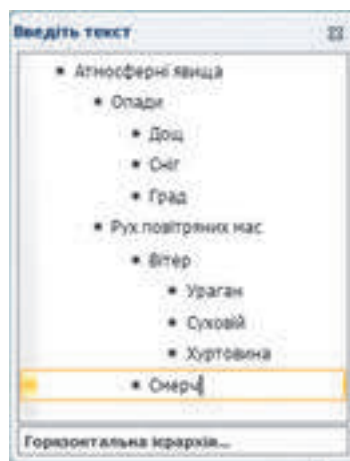 Введіть текст
Атмосферні явища
Опади
Дощ
Сніг
Град
Рух повітряних мас
Вітер
Ураган
Суховій
Хуртовина
Смерч
Горизонтальна ієрархія...